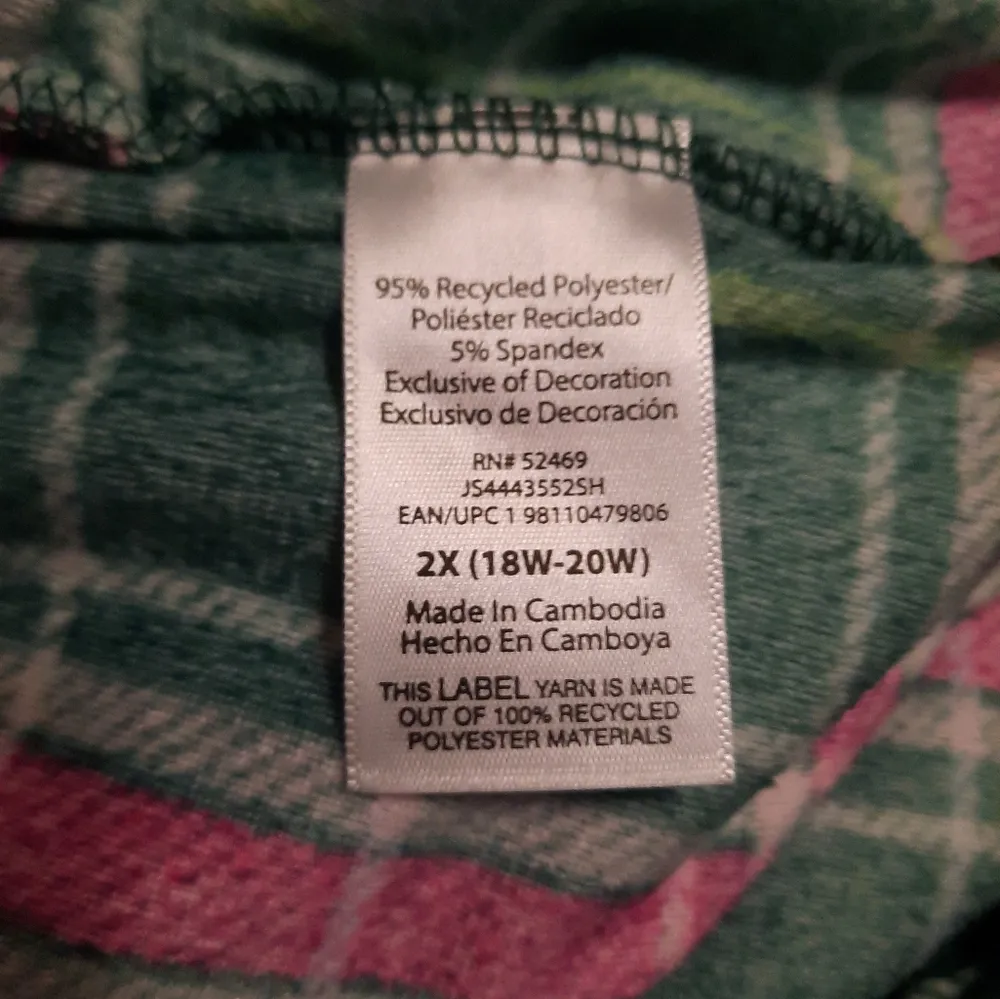 95% Recycled Polyester/
Poliéster Reciclado
5% Spandex
Exclusive of Decoration
Exclusivo de Decoración
RN# 52469
JS4443552SH
EAN/UPC 1 98110479806
2X (18W-20W)
Made In Cambodia
Hecho En Camboya
THIS LABEL YARN IS MADE
OUT OF 100% RECYCLED
POLYESTER MATERIALS